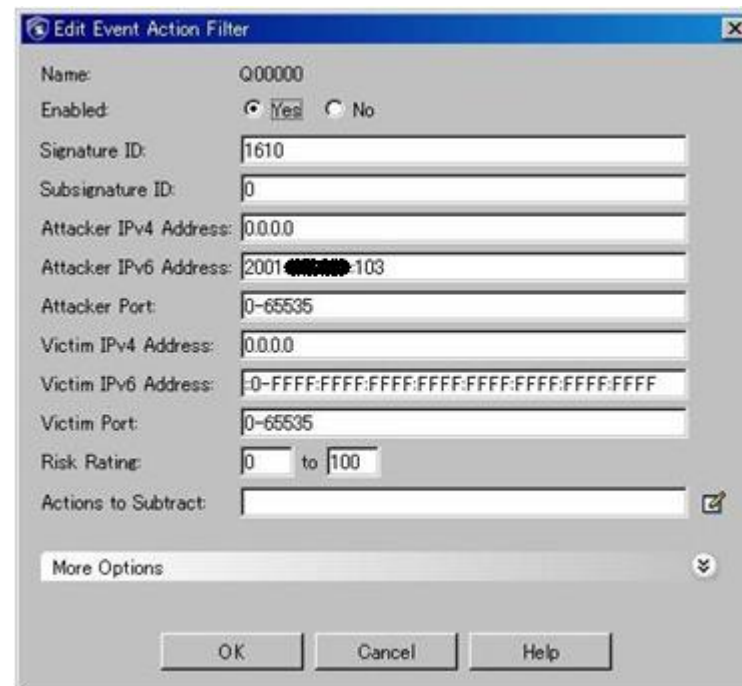 Edit Event Action Filter
Name: Q00000
Enabled: Yes No
Signature ID: 1610
Subsignature ID: 0
Attacker IPv4 Address: 0.0.0.0
Attacker IPv6 Address: 2001 :103
Attacker Port: 0-65535
Victim IPv4 Address: 0.0.0.0
Victim IPv6 Address: ::0-FFFF:FFFF:FFFF:FFFF:FFFF:FFFF:FFFF:FFFF
Victim Port: 0-65535
Risk Rating: 0 to 100
Actions to Subtract:
More Options
OK Cancel Help